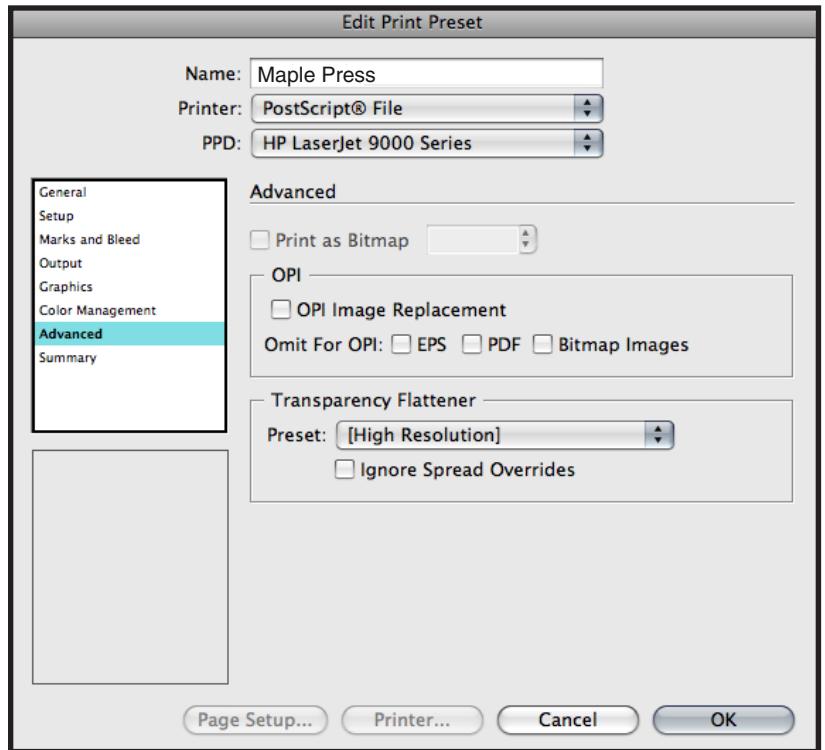 Edit Print Preset
Name: Maple Press
Printer: PostScript® File
PPD: HP LaserJet 9000 Series
General
Setup
Marks and Bleed
Output
Graphics
Color Management
Advanced
Summary
Advanced
Print as Bitmap
OPI
OPI Image Replacement
Omit For OPI: EPS PDF Bitmap Images
Transparency Flattener
Preset: [High Resolution]
Ignore Spread Overrides
Page Setup... Printer... Cancel OK